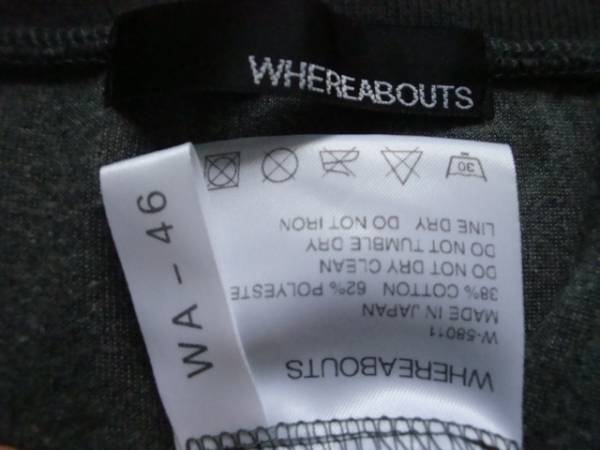 WHEREABOUTS
WA-46
WHEREABOUTS
W-58011
MADE IN JAPAN
38% COTTON 62% POLYESTE
DO NOT DRY CLEAN
DO NOT TUMBLE DRY
LINE DRY DO NOT IRON
30